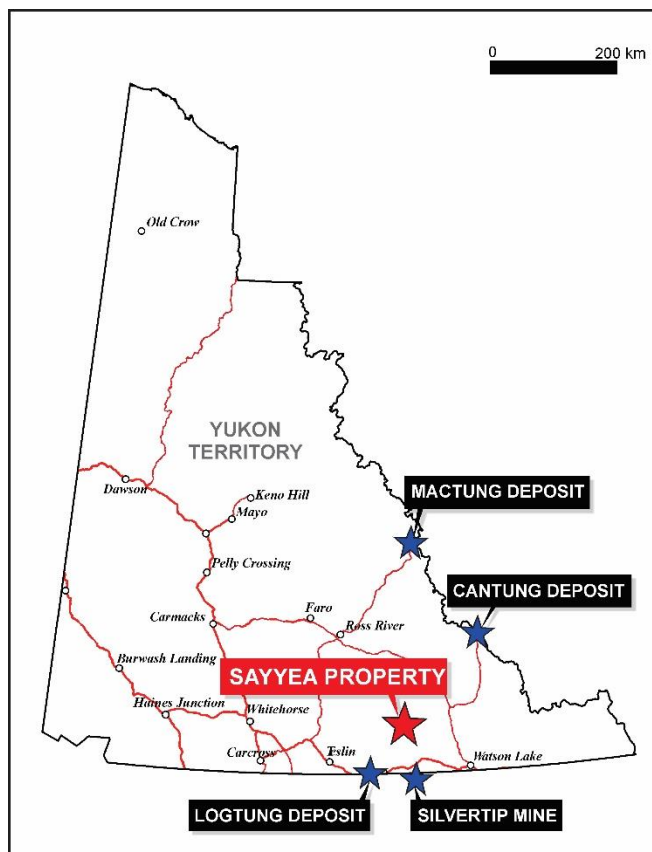 0
200 km
Old Crow
YUKON
TERRITORY
Dawson
Keno Hill
Mayo
MACTUNG DEPOSIT
Pelly Crossing
CANTUNG DEPOSIT
Faro
Carmacks
Ross River
Burwash Landing
SAYYEA PROPERTY
Haines Junction
Whitehorse
Carcross
Teslin
Watson Lake
LOGTUNG DEPOSIT
SILVERTIP MINE